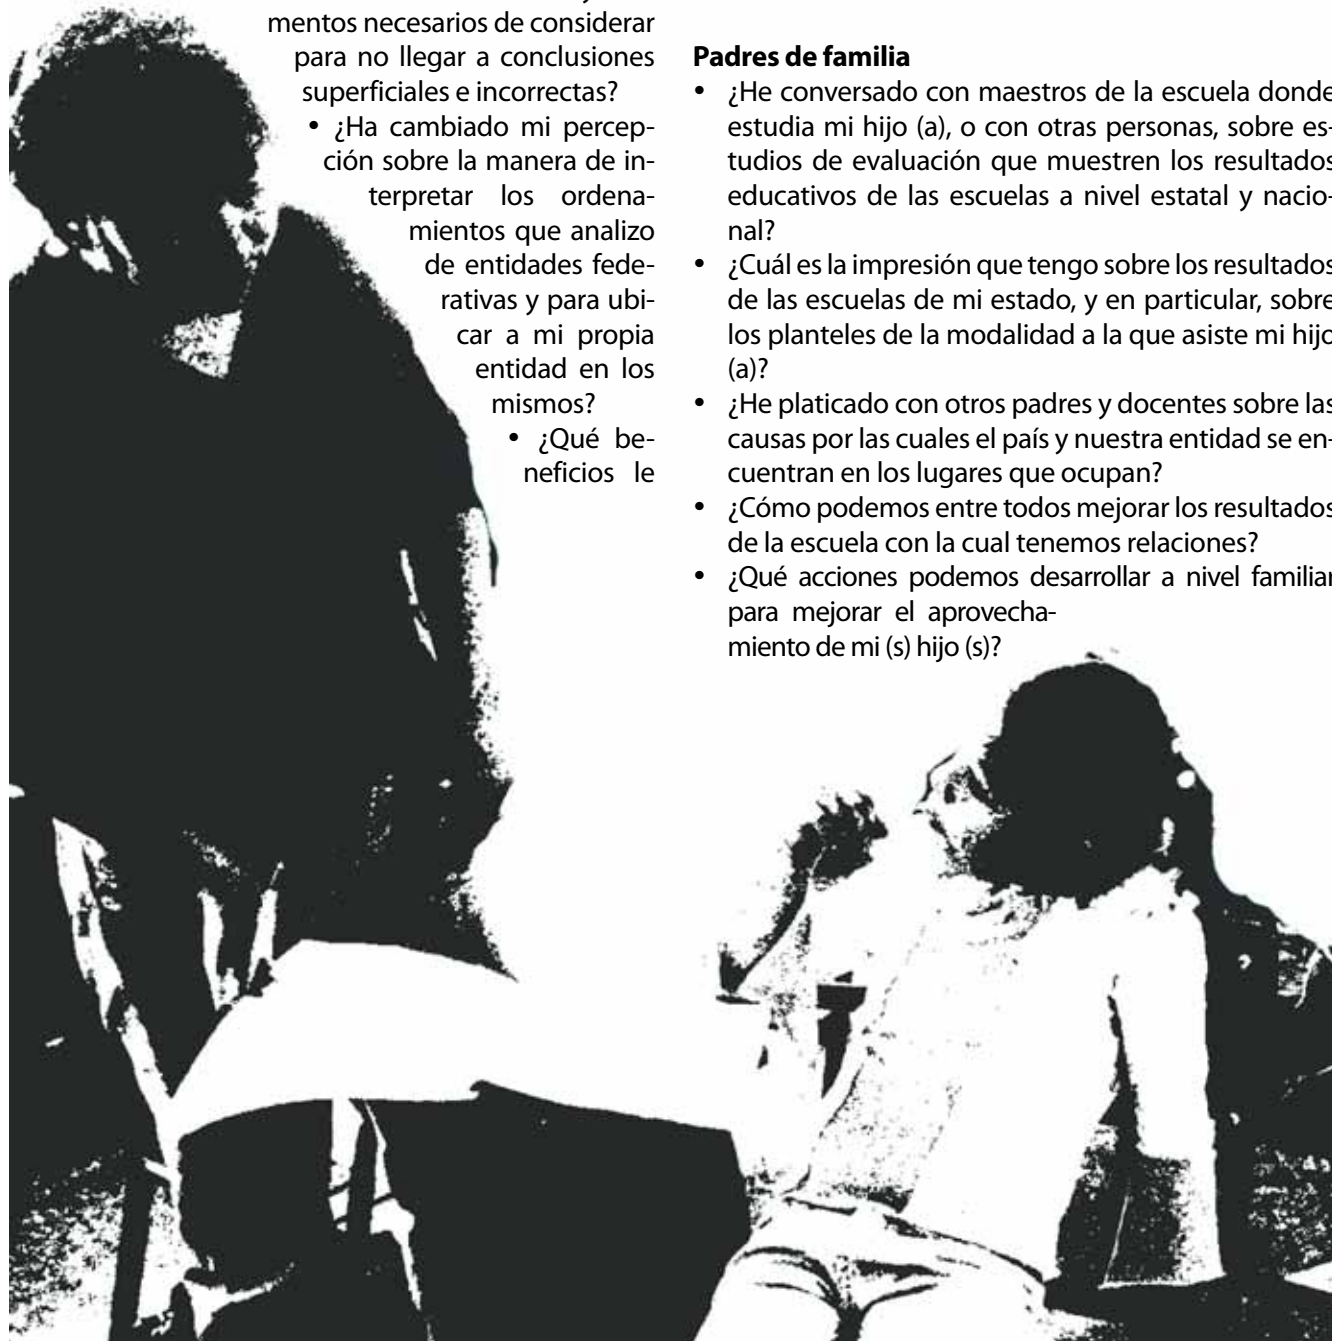 mentos necesarios de considerar
para no llegar a conclusiones
superficiales e incorrectas?
• ¿Ha cambiado mi percep-
ción sobre la manera de in-
terpretar los ordena-
mientos que analizo
de entidades fede-
rativas y para ubi-
car a mi propia
entidad en los
mismos?
• ¿Qué be-
neficios le
Padres de familia
• ¿He conversado con maestros de la escuela donde
estudia mi hijo (a), o con otras personas, sobre es-
tudios de evaluación que muestren los resultados
educativos de las escuelas a nivel estatal y nacio-
nal?
• ¿Cuál es la impresión que tengo sobre los resultados
de las escuelas de mi estado, y en particular, sobre
los planteles de la modalidad a la que asiste mi hijo
(a)?
• ¿He platicado con otros padres y docentes sobre las
causas por las cuales el país y nuestra entidad se en-
cuentran en los lugares que ocupan?
• ¿Cómo podemos entre todos mejorar los resultados
de la escuela con la cual tenemos relaciones?
• ¿Qué acciones podemos desarrollar a nivel familiar
para mejorar el aprovecha-
miento de mi (s) hijo (s)?